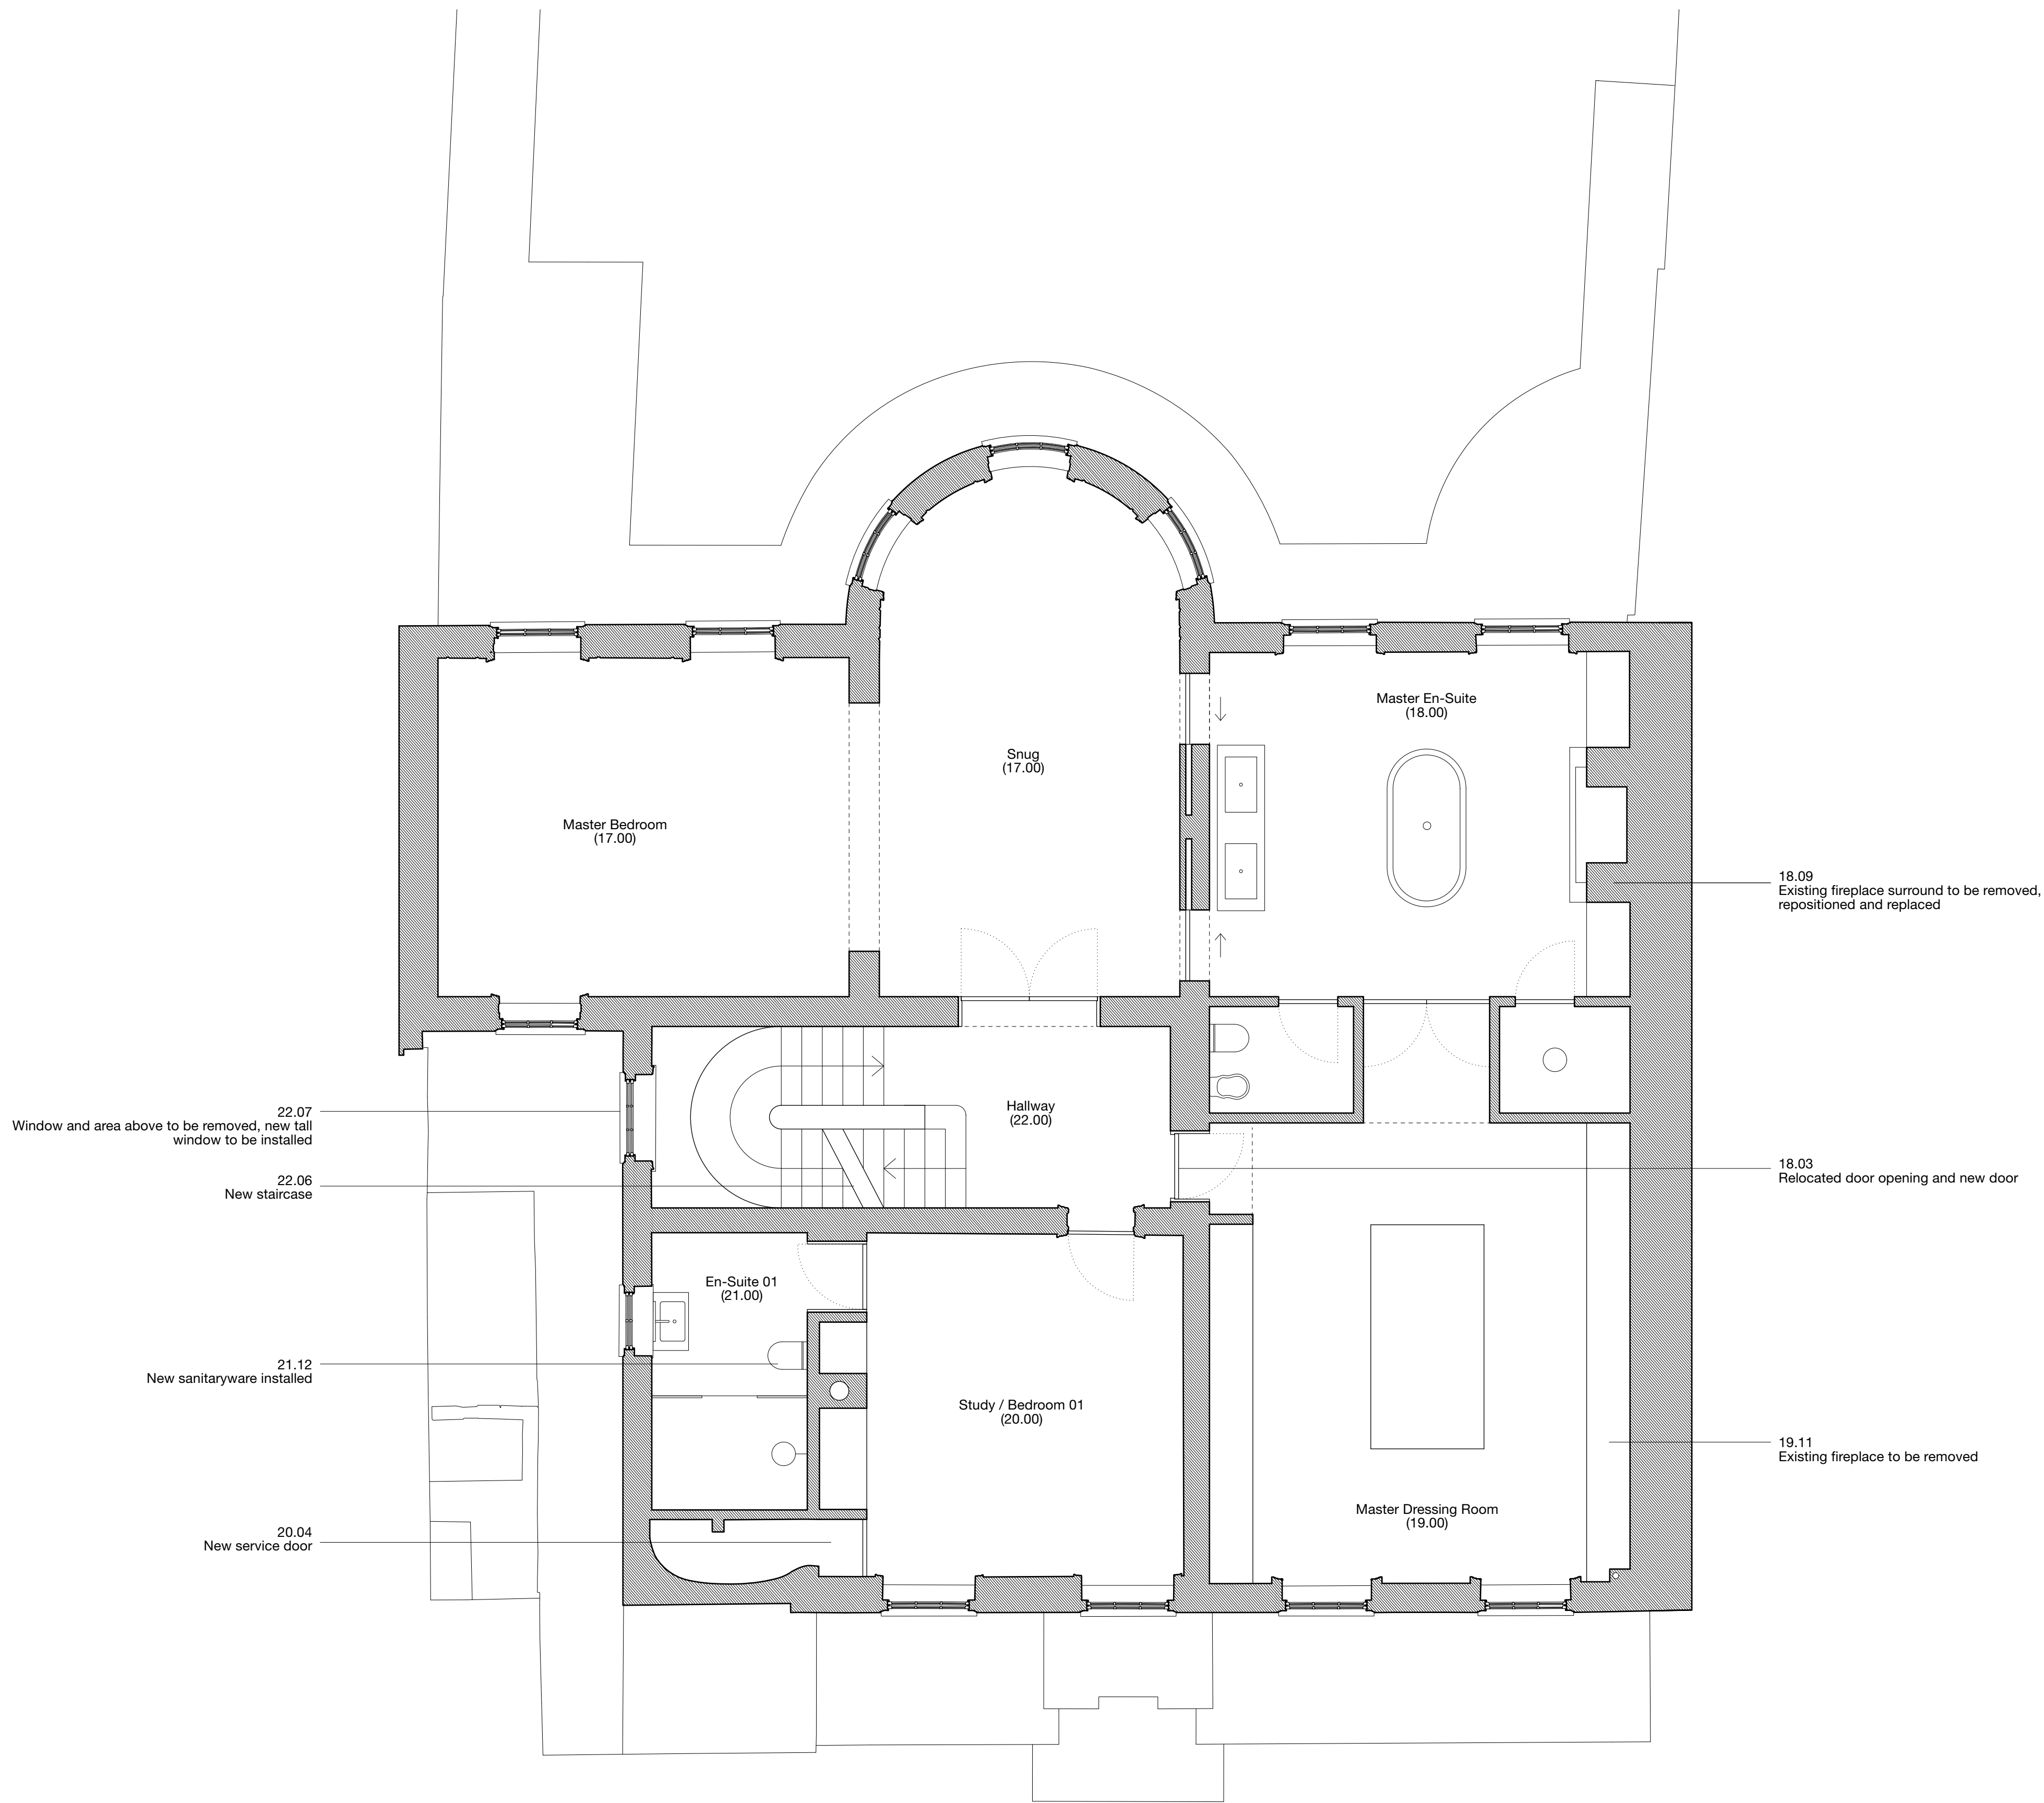 Master En-Suite
(18.00)
Snug
(17.00)
Master Bedroom
(17.00)
18.09
Existing fireplace surround to be removed,
repositioned and replaced
22.07
Window and area above to be removed, new tall
window to be installed
Hallway
(22.00)
22.06
New staircase
18.03
Relocated door opening and new door
En-Suite 01
(21.00)
21.12
New sanitaryware installed
Study / Bedroom 01
(20.00)
19.11
Existing fireplace to be removed
Master Dressing Room
(19.00)
20.04
New service door